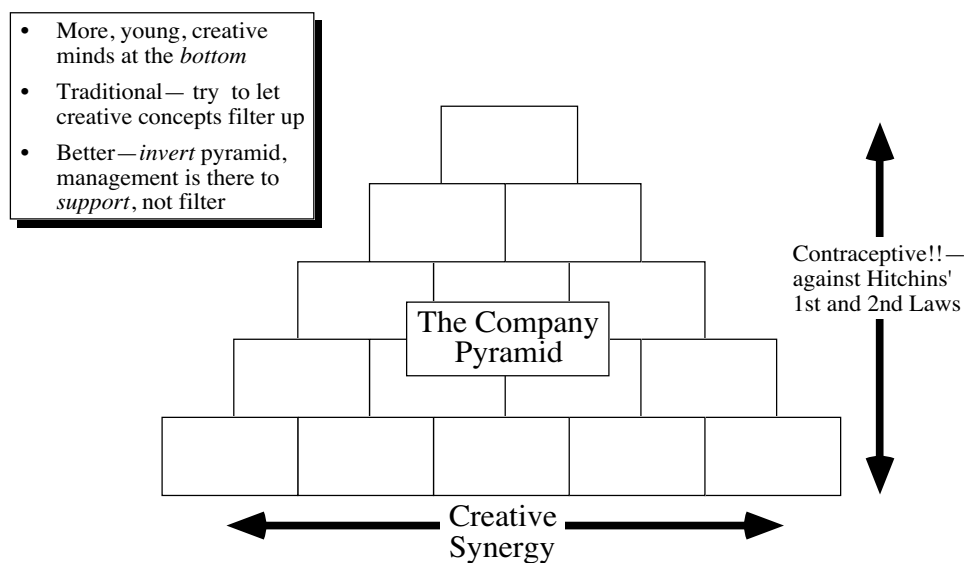 • More, young, creative
minds at the bottom
• Traditional— try to let
creative concepts filter up
• Better—invert pyramid,
management is there to
support, not filter
Contraceptive!!—
against Hitchins'
1st and 2nd Laws
The Company
Pyramid
Creative
Synergy